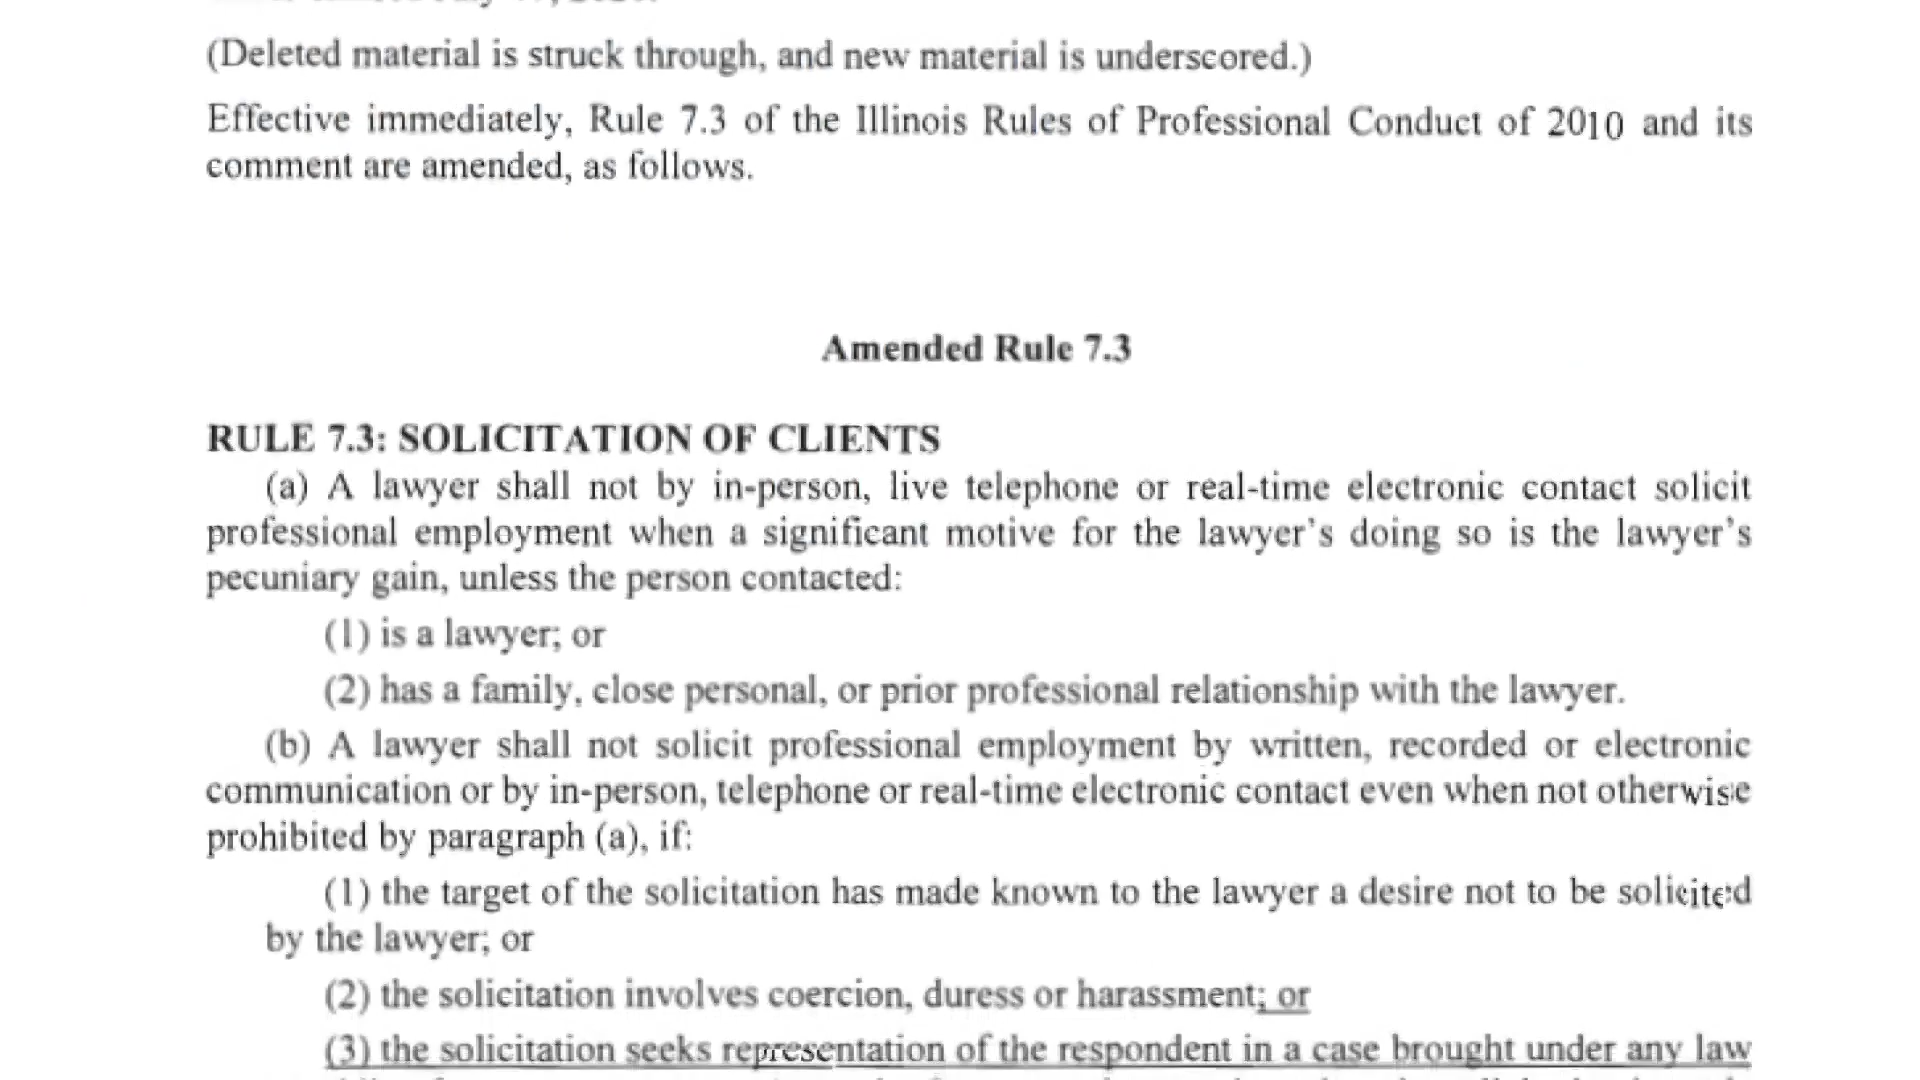 (Deleted material is struck through, and new material is underscored.)
Effective immediately, Rule 7.3 of the Illinois Rules of Professional Conduct of 2010 and its
comment are amended, as follows.
Amended Rule 7.3
RULE 7.3: SOLICITATION OF CLIENTS
(a) A lawyer shall not by in-person, live telephone or real-time electronic contact solicit
professional employment when a significant motive for the lawyer's doing so is the lawyer's
pecuniary gain, unless the person contacted:
(1) is a lawyer; or
(2) has a family, close personal, or prior professional relationship with the lawyer.
(b) A lawyer shall not solicit professional employment by written, recorded or electronic
communication or by in-person, telephone or real-time electronic contact even when not otherwise
prohibited by paragraph (a), if:
(1) the target of the solicitation has made known to the lawyer a desire not to be solicited
by the lawyer; or
(2) the solicitation involves coercion, duress or harassment; or
(3) the solicitation seeks representation of the respondent in a case brought under any law